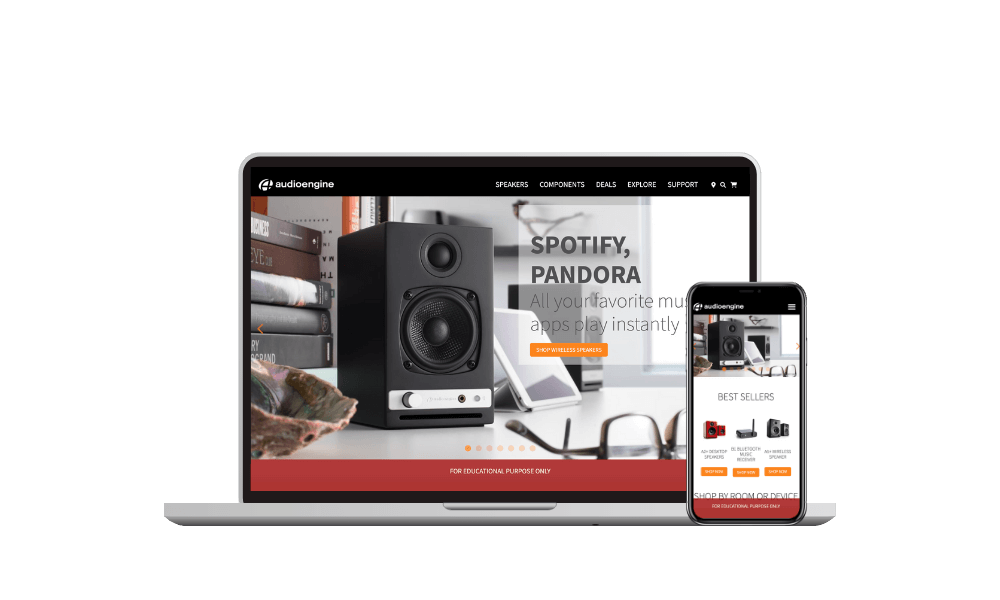 audioengine
SPEAKERS COMPONENTS DEALS EXPLORE SUPPORT
BUSINESS
EYE
SPOTIFY,
PANDORA
All your favorite mus
apps play instantly
SHOP WIRELESS SPEAKERS
FOR EDUCATIONAL PURPOSE ONLY
audioengine
BEST SELLERS
A2+ DESKTOP SPEAKERS
B1 BLUETOOTH MUSIC RECEIVER
A5+ WIRELESS SPEAKER
SHOP NOW SHOP NOW SHOP NOW
SHOP BY ROOM OR DEVICE
FOR EDUCATIONAL PURPOSE ONLY